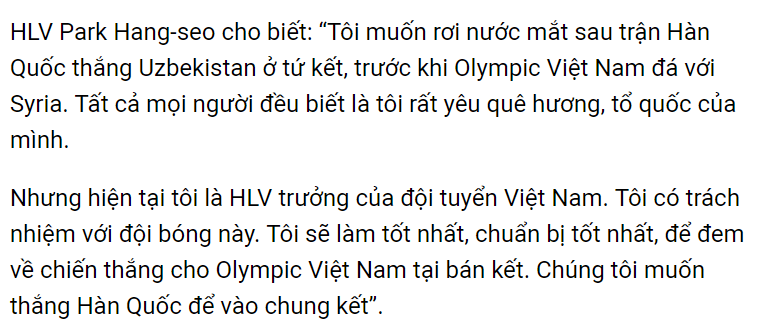 HLV Park Hang-seo cho biết: “Tôi muốn rơi nước mắt sau trận Hàn
Quốc thắng Uzbekistan ở tứ kết, trước khi Olympic Việt Nam đá với
Syria. Tất cả mọi người đều biết là tôi rất yêu quê hương, tổ quốc của
mình.
Nhưng hiện tại tôi là HLV trưởng của đội tuyển Việt Nam. Tôi có trách
nhiệm với đội bóng này. Tôi sẽ làm tốt nhất, chuẩn bị tốt nhất, để đem
về chiến thắng cho Olympic Việt Nam tại bán kết. Chúng tôi muốn
thắng Hàn Quốc để vào chung kết”.